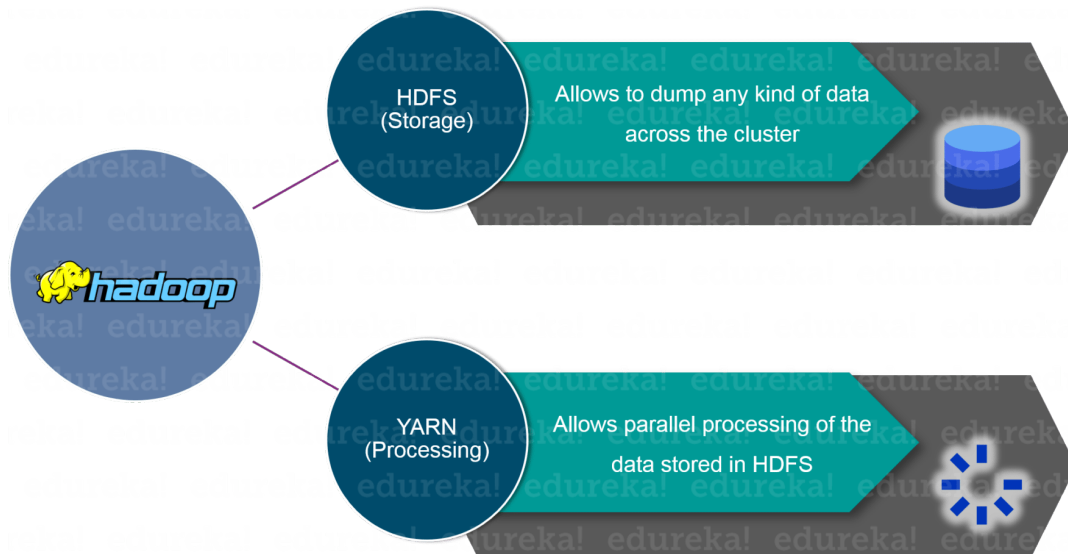 HDFS
(Storage)
Allows to dump any kind of data
across the cluster
hadoop
YARN
(Processing)
Allows parallel processing of the
data stored in HDFS
edureka!